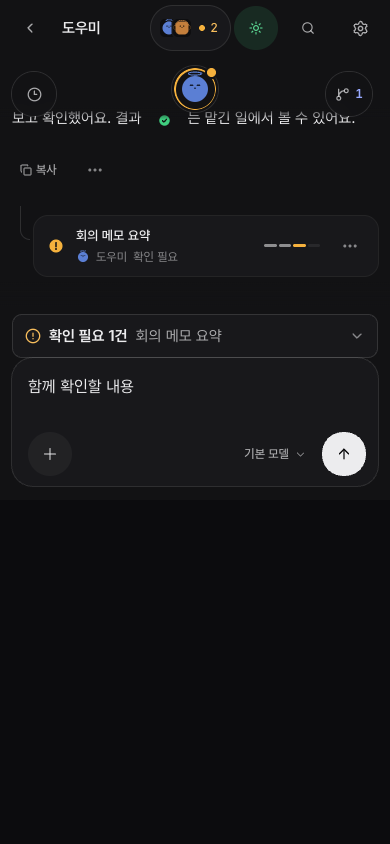 도우미
2
1
보고 확인했어요. 결과 는 맡긴 일에서 볼 수 있어요.
복사
회의 메모 요약
도우미 확인 필요
확인 필요 1건 회의 메모 요약
함께 확인할 내용
기본 모델